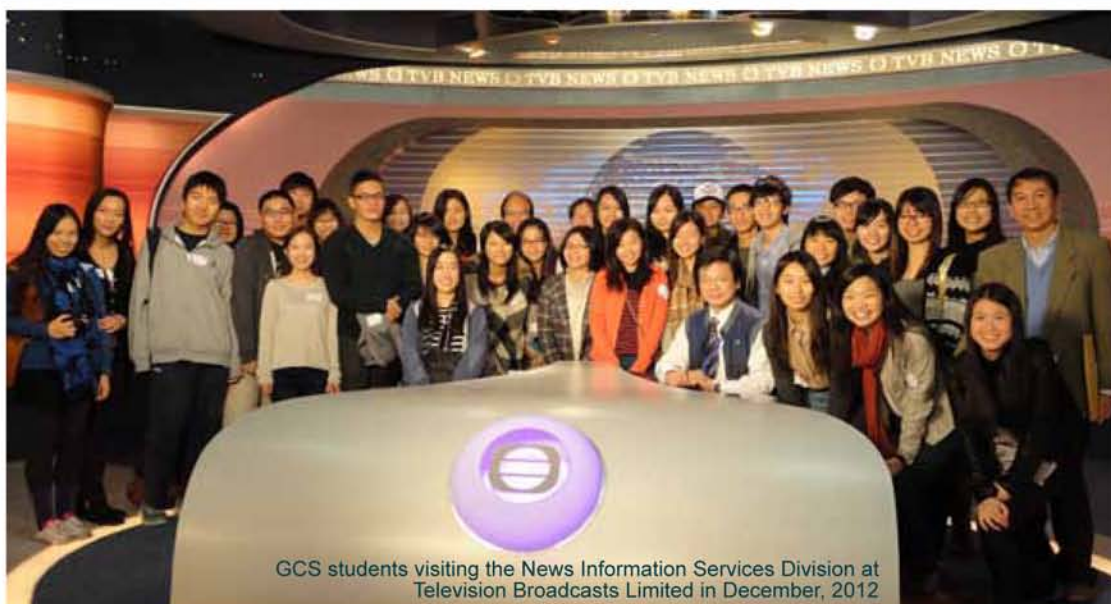 WS TVB NEWS TVB NEWS TVB NEWS TVB NEWS TVB
GCS students visiting the News Information Services Division at
Television Broadcasts Limited in December, 2012